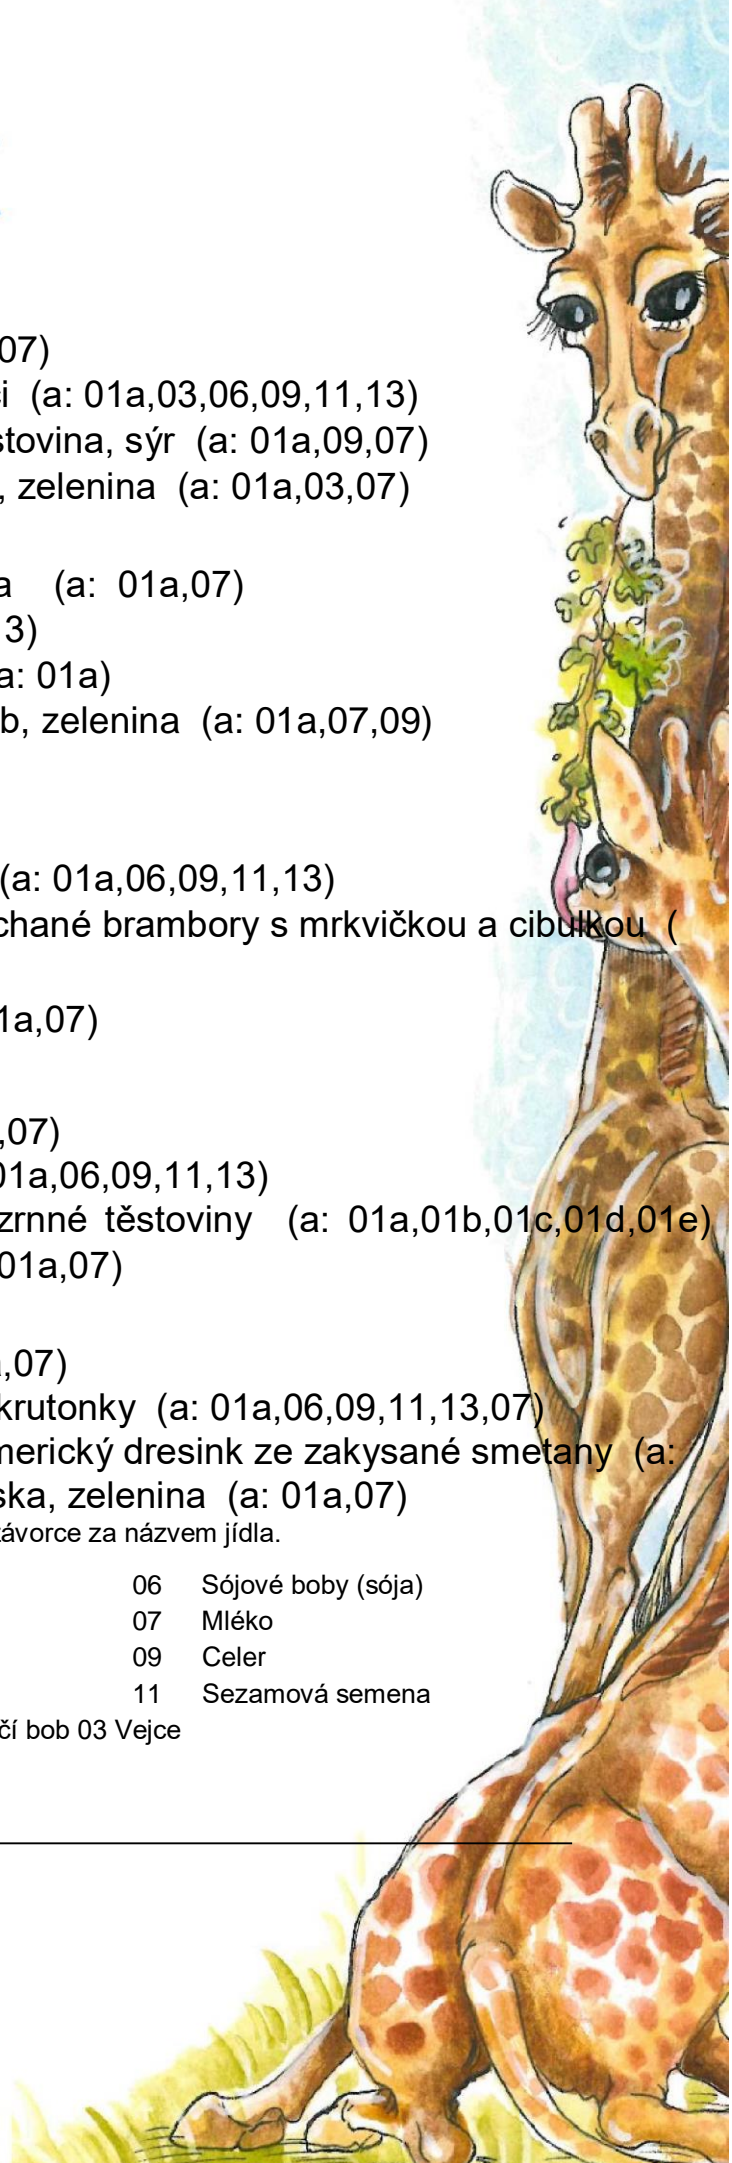 07)
i (a: 01a,03,06,09,11,13)
stovina, sýr (a: 01a,09,07)
, zelenina (a: 01a,03,07)
a (a: 01a,07)
3)
a: 01a)
b, zelenina (a: 01a,07,09)
(a: 01a,06,09,11,13)
chané brambory s mrkvičkou a cibulkou (
1a,07)
,07)
01a,06,09,11,13)
zrnné těstoviny (a: 01a,01b,01c,01d,01e)
01a,07)
,07)
krutonky (a: 01a,06,09,11,13,07)
merický dresink ze zakysané smetany (a:
ska, zelenina (a: 01a,07)
závorce za názvem jídla.
06 Sójové boby (sója)
07 Mléko
09 Celer
11 Sezamová semena
čí bob 03 Vejce